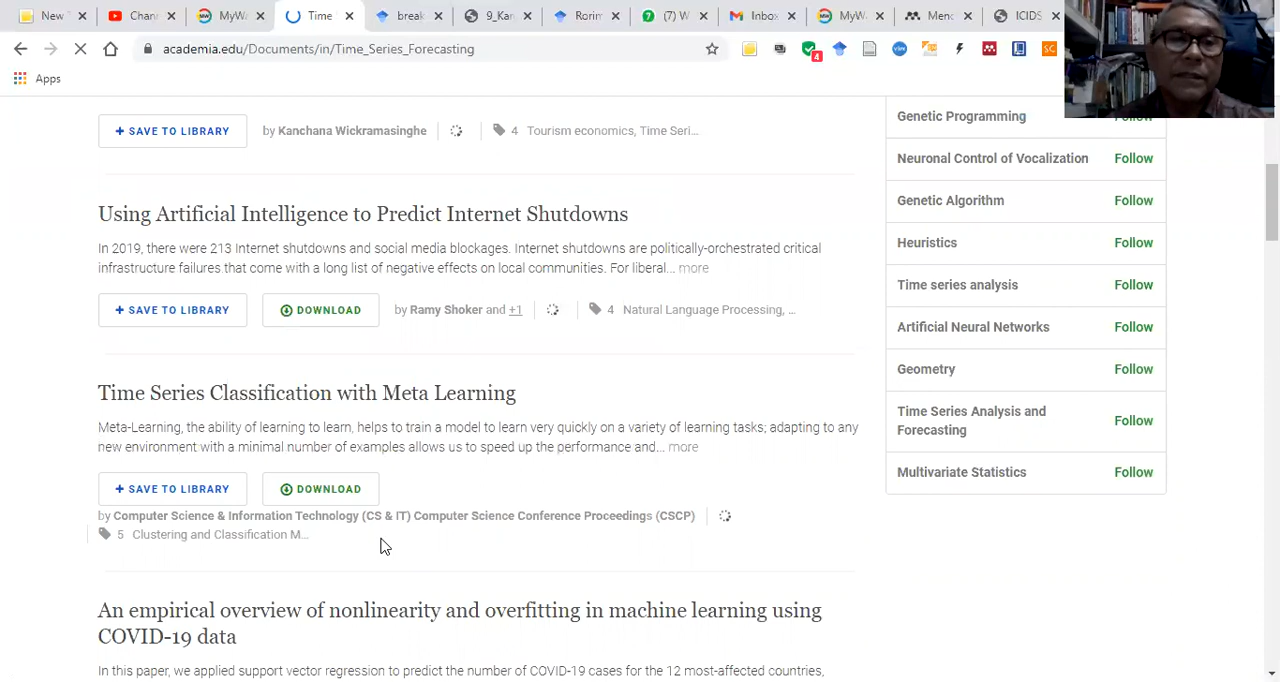 New T
Chan
MyWa
Time
break
9_Kar
Rorim
(7) W
Inbox
MyW
Menc
ICIDS
academia.edu/Documents/in/Time_Series_Forecasting
4
SC
Apps
+ SAVE TO LIBRARY
by Kanchana Wickramasinghe
4 Tourism economics, Time Seri...
Using Artificial Intelligence to Predict Internet Shutdowns
In 2019, there were 213 Internet shutdowns and social media blockages. Internet shutdowns are politically-orchestrated critical
infrastructure failures that come with a long list of negative effects on local communities. For liberal... more
+ SAVE TO LIBRARY
DOWNLOAD
by Ramy Shoker and +1
4 Natural Language Processing, ...
Time Series Classification with Meta Learning
Meta-Learning, the ability of learning to learn, helps to train a model to learn very quickly on a variety of learning tasks; adapting to any
new environment with a minimal number of examples allows us to speed up the performance and... more
+ SAVE TO LIBRARY
DOWNLOAD
by Computer Science & Information Technology (CS & IT) Computer Science Conference Proceedings (CSCP)
5 Clustering and Classification M...
An empirical overview of nonlinearity and overfitting in machine learning using
COVID-19 data
In this paper, we applied support vector regression to predict the number of COVID-19 cases for the 12 most-affected countries,
Genetic Programming Follow
Neuronal Control of Vocalization Follow
Genetic Algorithm Follow
Heuristics Follow
Time series analysis Follow
Artificial Neural Networks Follow
Geometry Follow
Time Series Analysis and
Forecasting Follow
Multivariate Statistics Follow